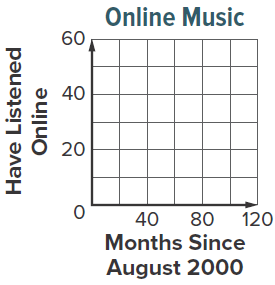 Online Music
Have Listened
Online
60
40
20
0
40 80 120
Months Since
August 2000